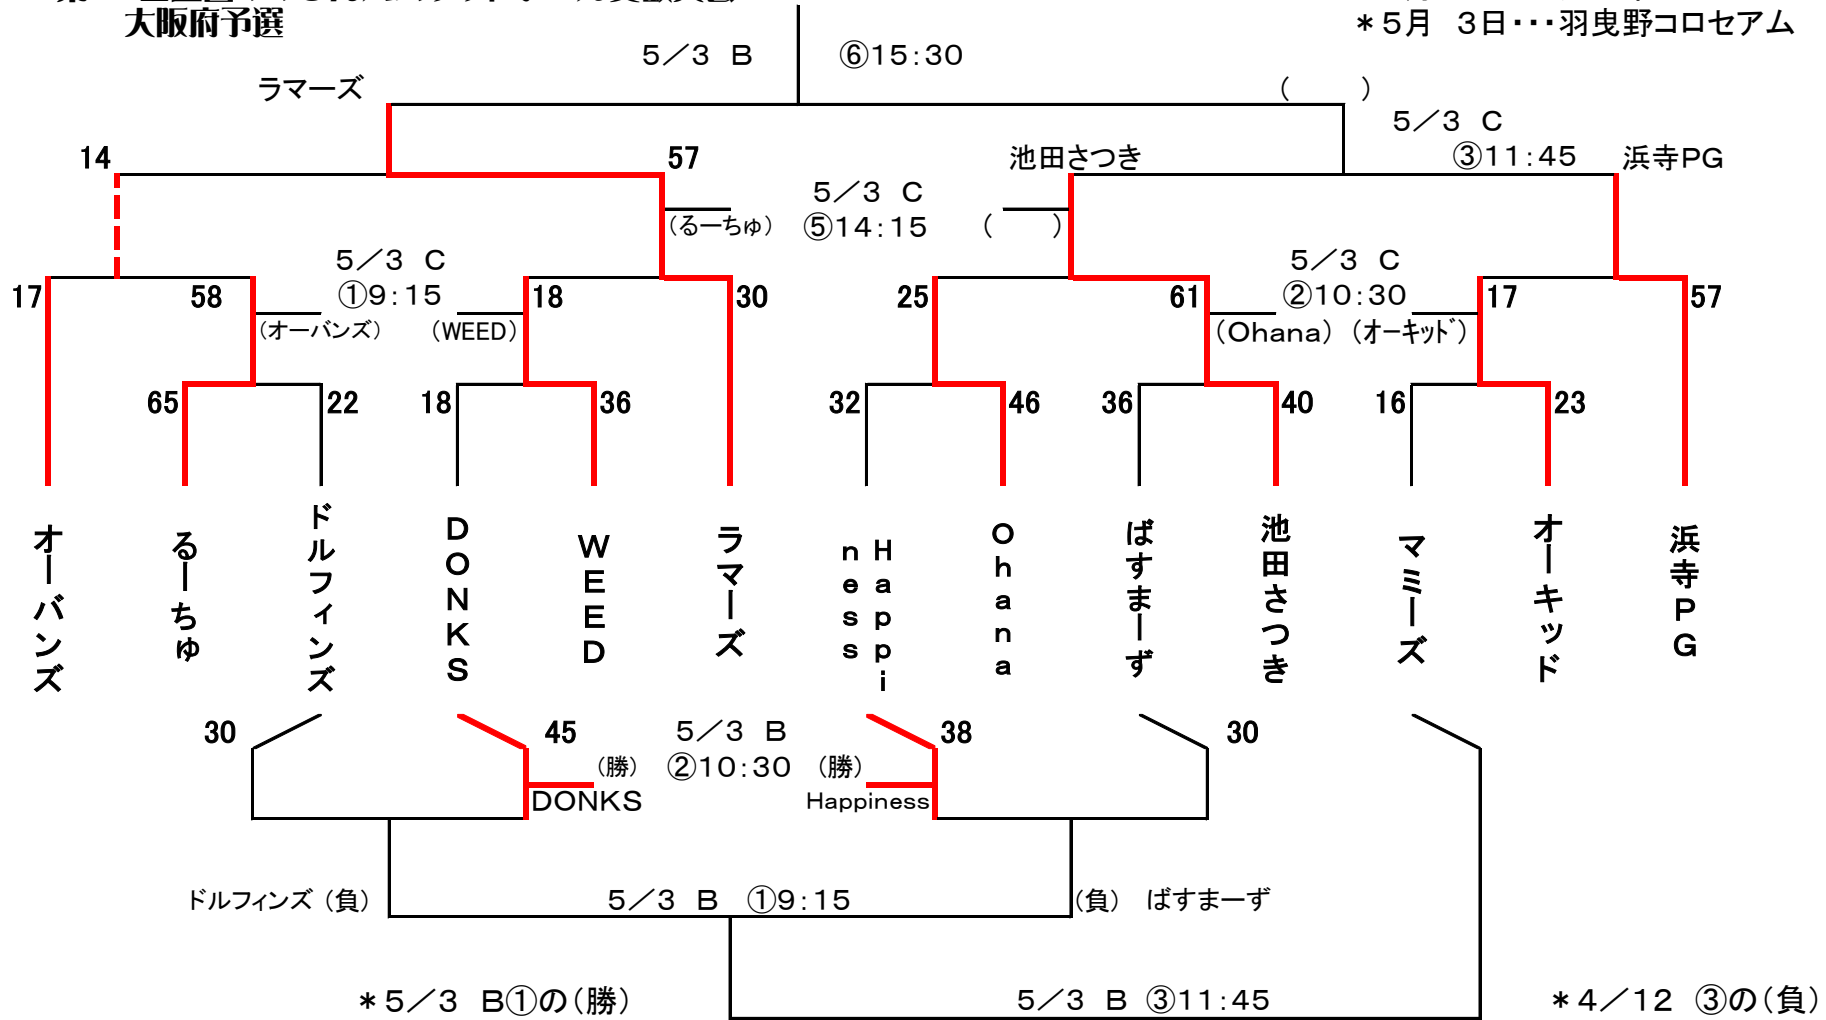 大阪府予選
＊5月　3日・・・羽曳野コロセアム
5／3　B　⑥15：30
ラマーズ
（　　）
5／3　C
③11：45
14
57
池田さつき
浜寺PG
5／3　C
（るーちゅ）
⑤14：15
（　　）
5／3　C
①9：15
5／3　C
②10：30
17
58
18
30
25
61
17
57
（オーバンズ）
（WEED）
（Ohana）
（オーキッド）
65
22
18
36
32
46
36
40
16
23
オーバンズ
るーちゅ
ドルフィンズ
DONKS
WEED
ラマーズ
Happi
ness
Ohana
ばすまーず
池田さつき
マミーズ
オーキッド
浜寺PG
30
45
5／3　B
38
30
（勝）
②10：30
（勝）
DONKS
Happiness
ドルフィンズ（負）
5／3　B　①9：15
（負）　ばすまーず
＊5／3　B①の（勝）
5／3　B　③11：45
＊4／12　③の（負）